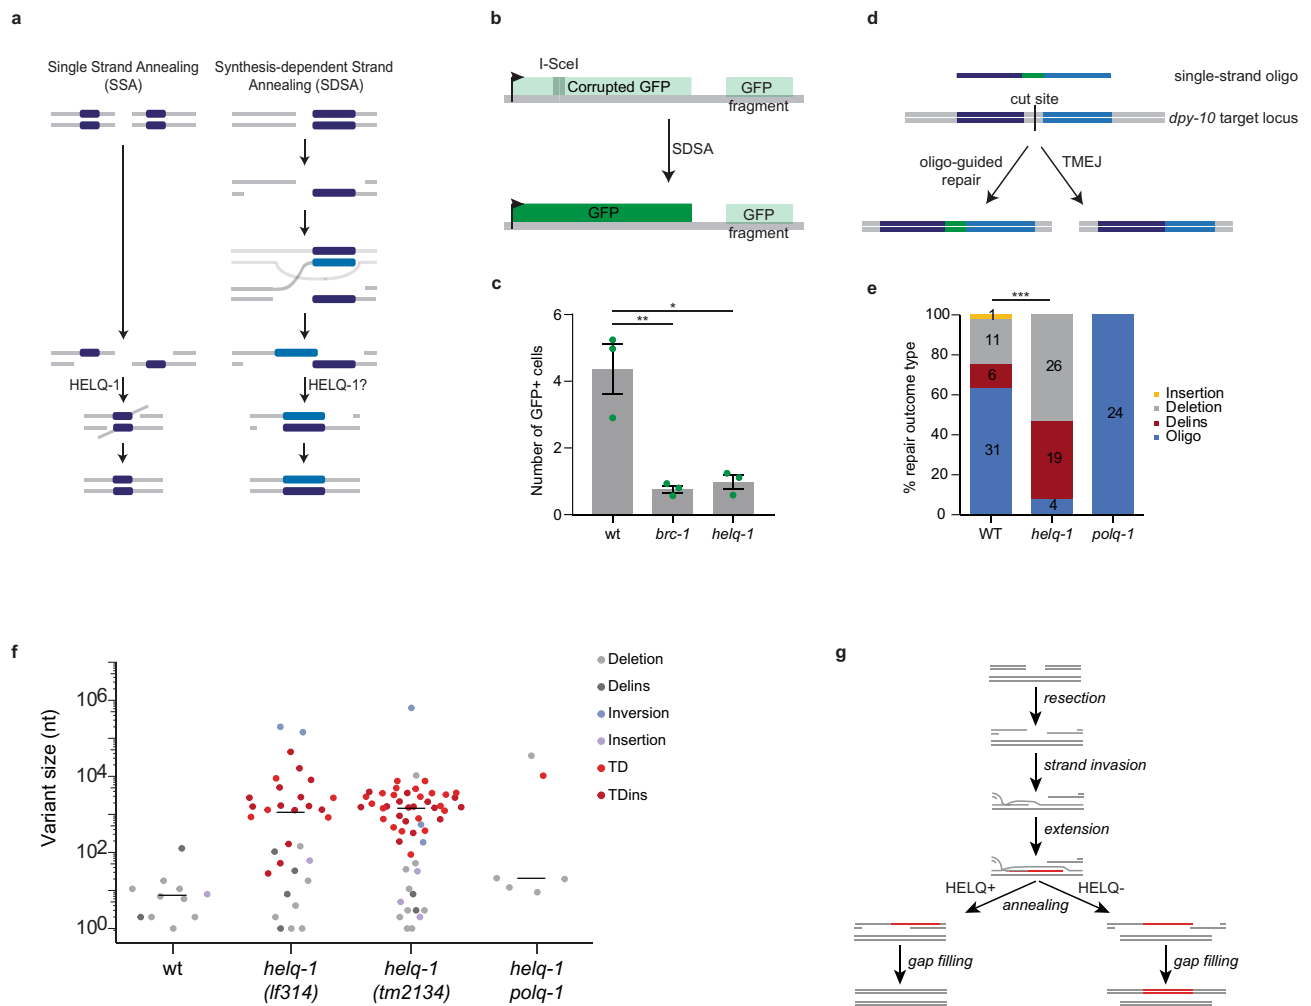 a
Single Strand Annealing
(SSA)
Synthesis-dependent Strand
Annealing (SDSA)
HELQ-1
HELQ-1?
b
I-SceI
Corrupted GFP
GFP
fragment
SDSA
GFP
GFP
fragment
c
Number of GFP+ cells
6
4
2
0
*
**
wt
brc-1
helq-1
d
single-strand oligo
cut site
dpy-10 target locus
oligo-guided
repair
TMEJ
e
% repair outcome type
100
80
60
40
20
0
***
1
11
6
31
26
19
4
24
WT
helq-1
polq-1
Insertion
Deletion
Delins
Oligo
f
Variant size (nt)
10^6
10^4
10^2
10^0
wt
helq-1
(lf314)
helq-1
(tm2134)
helq-1
polq-1
Deletion
Delins
Inversion
Insertion
TD
TDins
g
resection
strand invasion
extension
HELQ+
HELQ-
annealing
gap filling
gap filling